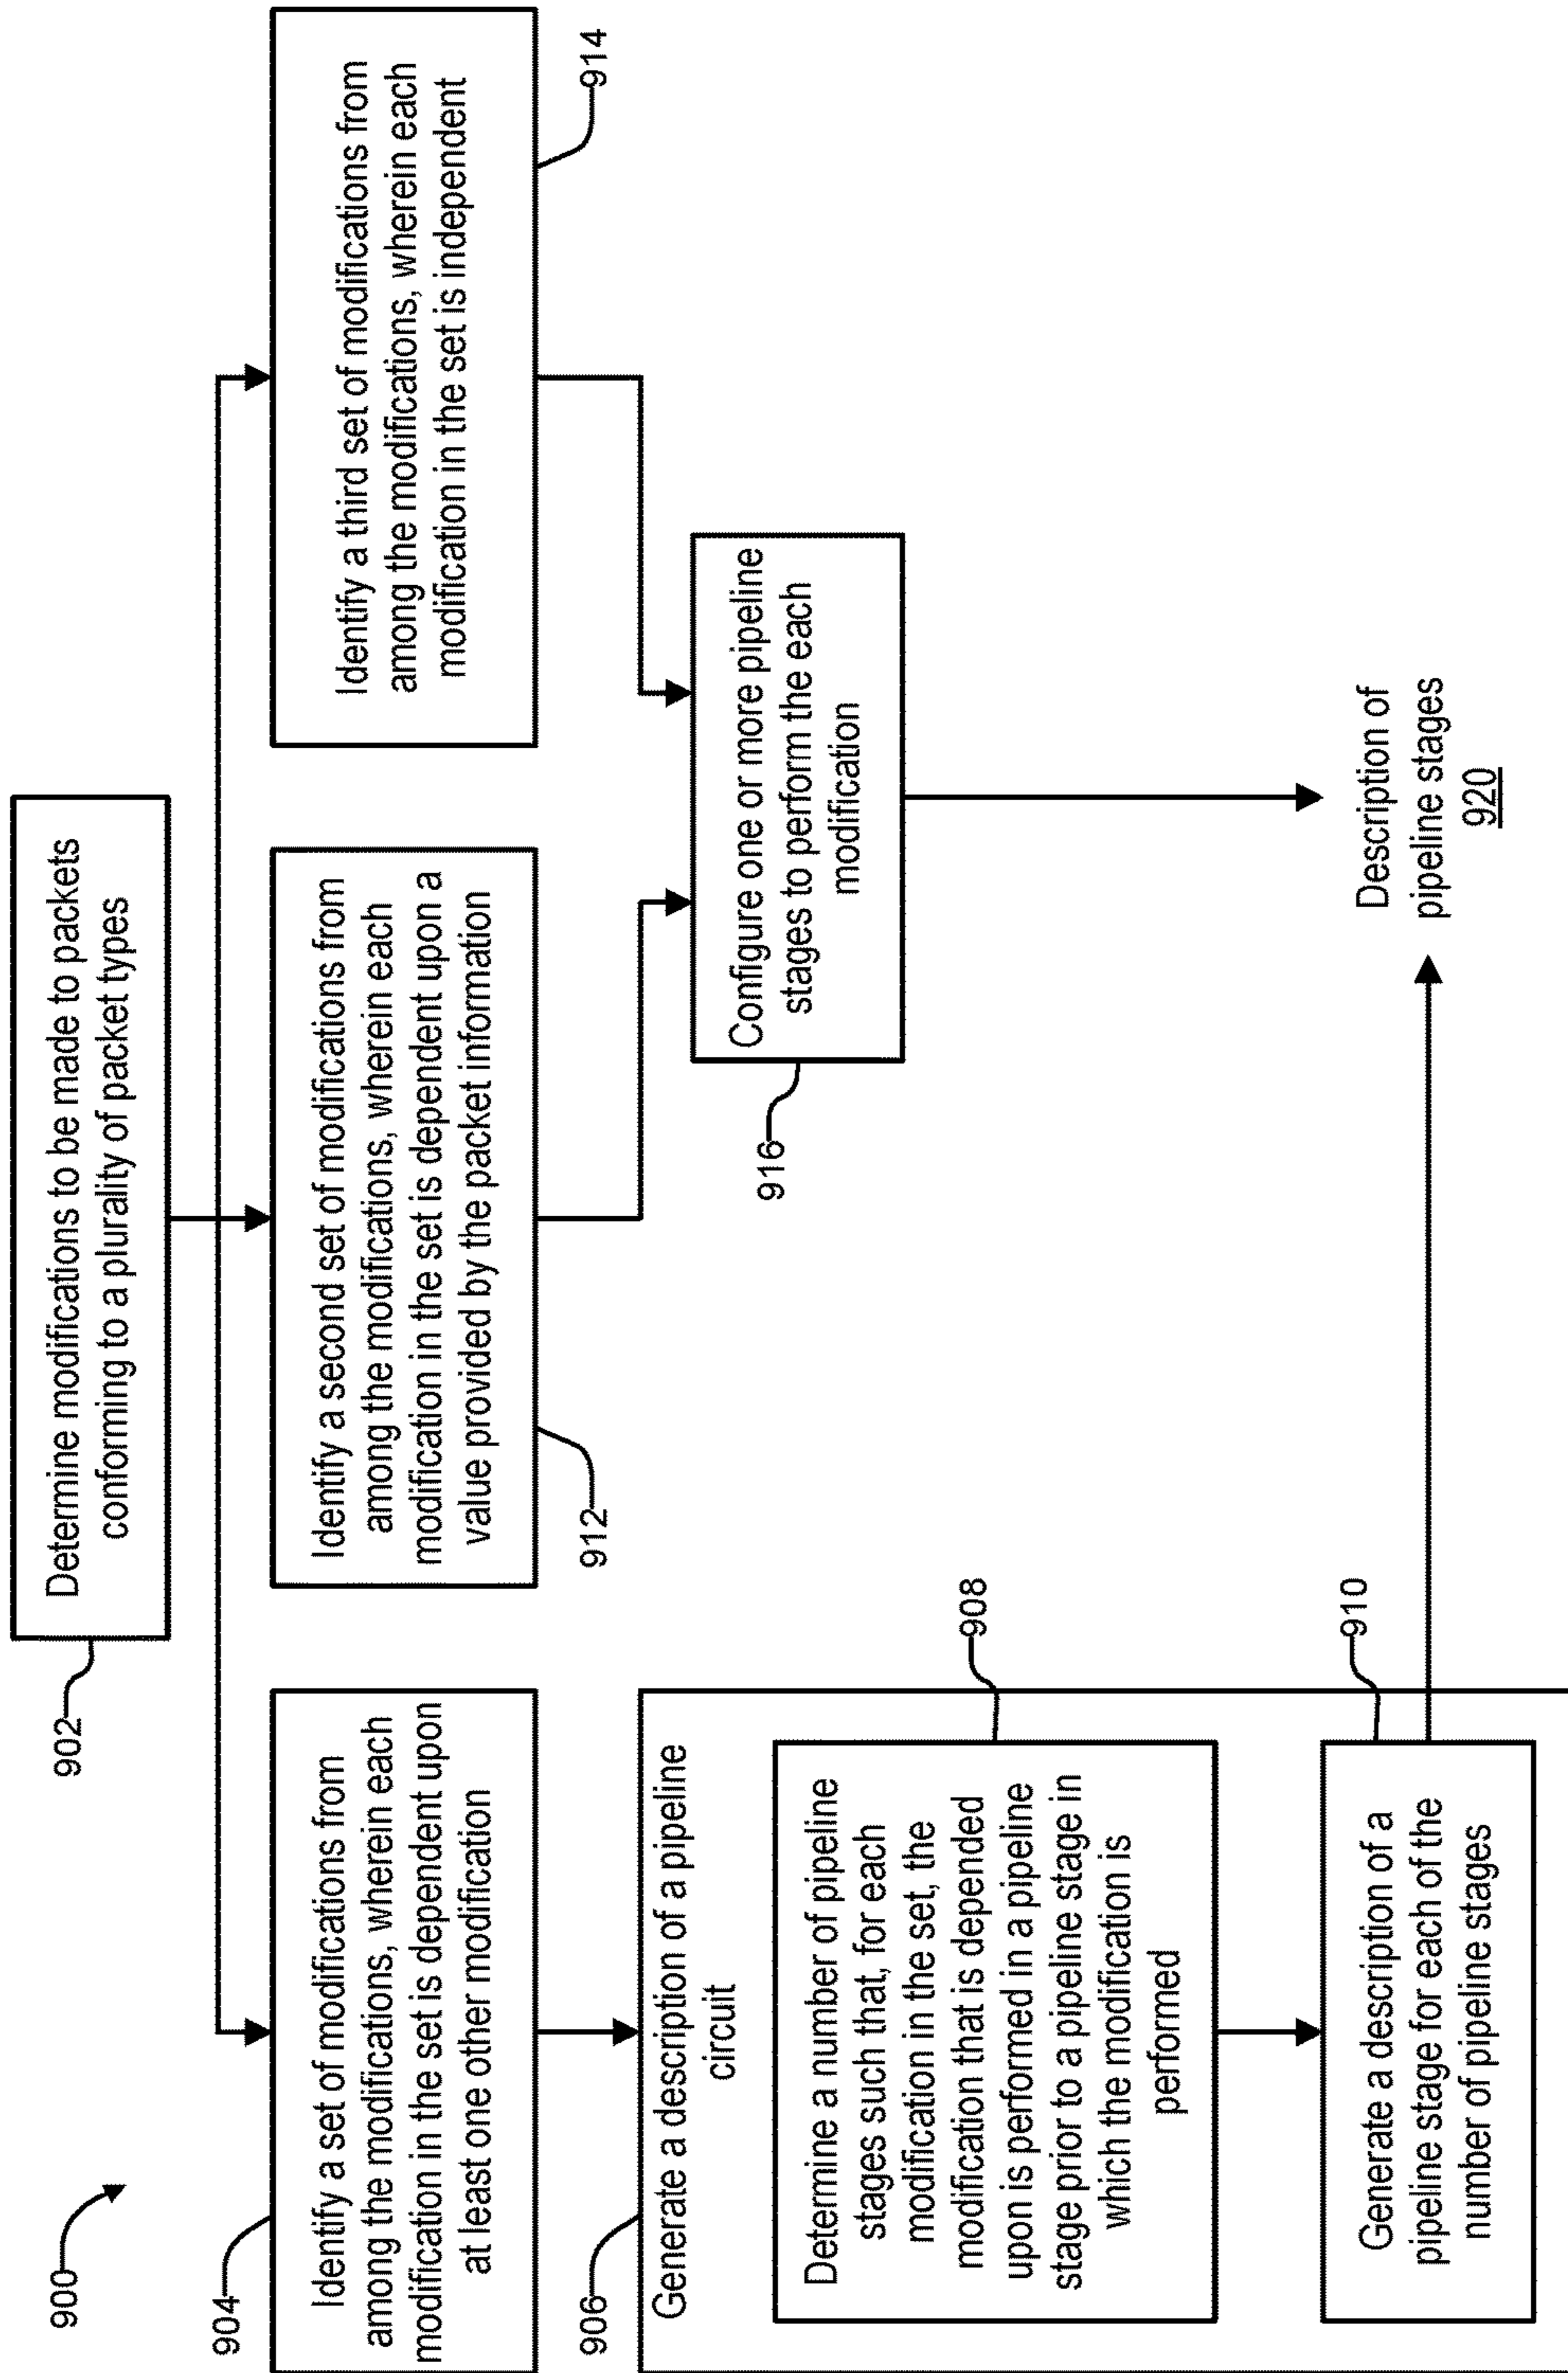 900
902
Determine modifications to be made to packets
conforming to a plurality of packet types
904
Identify a set of modifications from
among the modifications, wherein each
modification in the set is dependent upon
at least one other modification
912
Identify a second set of modifications from
among the modifications, wherein each
modification in the set is dependent upon a
value provided by the packet information
Identify a third set of modifications from
among the modifications, wherein each
modification in the set is independent
914
906
Generate a description of a pipeline
circuit
908
Determine a number of pipeline
stages such that, for each
modification in the set, the
modification that is depended
upon is performed in a pipeline
stage prior to a pipeline stage in
which the modification is
performed
910
Generate a description of a
pipeline stage for each of the
number of pipeline stages
916
Configure one or more pipeline
stages to perform the each
modification
Description of
pipeline stages
920